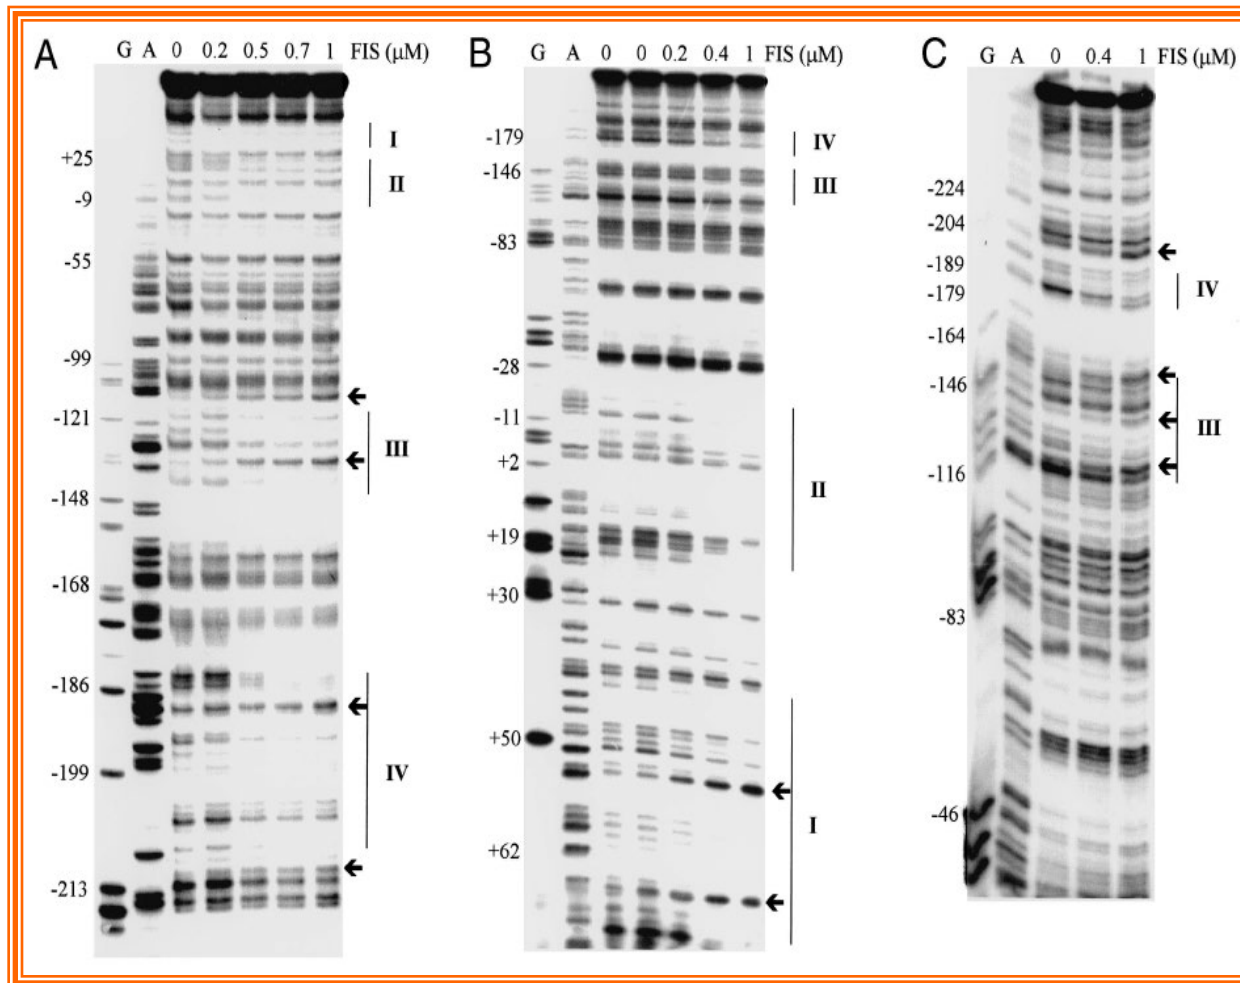 A
G A 0 0.2 0.5 0.7 1 FIS (μM)
+25
-9
-55
-99
-121
-148
-168
-186
-199
-213
I
II
III
IV
B
G A 0 0 0.2 0.4 1 FIS (μM)
-179
-146
-83
-28
-11
+2
+19
+30
+50
+62
IV
III
II
I
C
G A 0 0.4 1 FIS (μM)
-224
-204
-189
-179
-164
-146
-116
-83
-46
IV
III